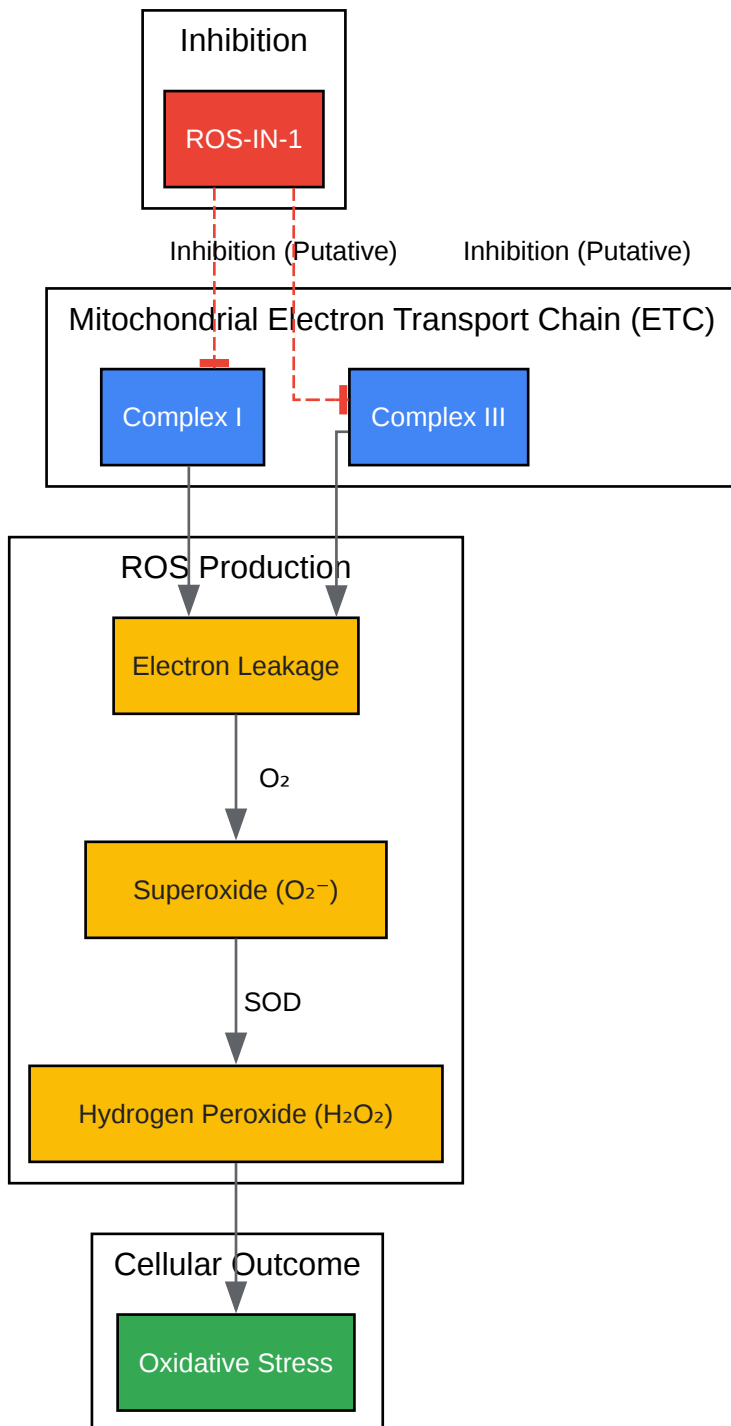 Inhibition
ROS-IN-1
Inhibition (Putative)
Inhibition (Putative)
Mitochondrial Electron Transport Chain (ETC)
Complex I
Complex III
ROS Production
Electron Leakage
O₂
Superoxide (O₂⁻)
SOD
Hydrogen Peroxide (H₂O₂)
Cellular Outcome
Oxidative Stress